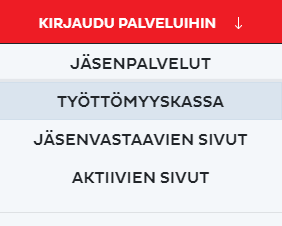 KIRJAUDU PALVELUIHIN ↓
JÄSENPALVELUT
TYÖTTÖMYYSKASSA
JÄSENVASTAAVIEN SIVUT
AKTIIVIEN SIVUT